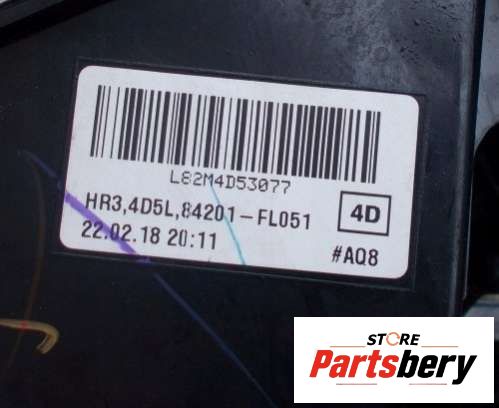 L82M4D53077
HR3,4D5L,84201-FL051
4D
22.02.18 20:11
#AQ8
STORE
Partsbery